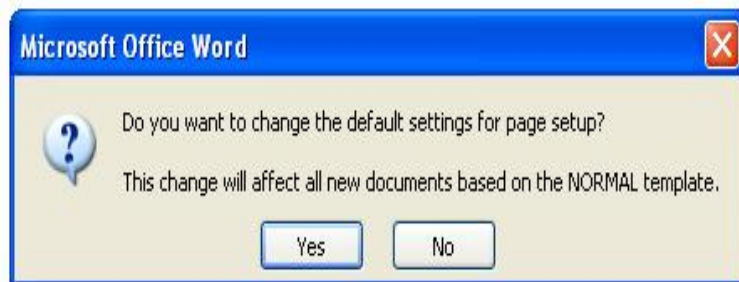 Microsoft Office Word
Do you want to change the default settings for page setup?
This change will affect all new documents based on the NORMAL template.
Yes No